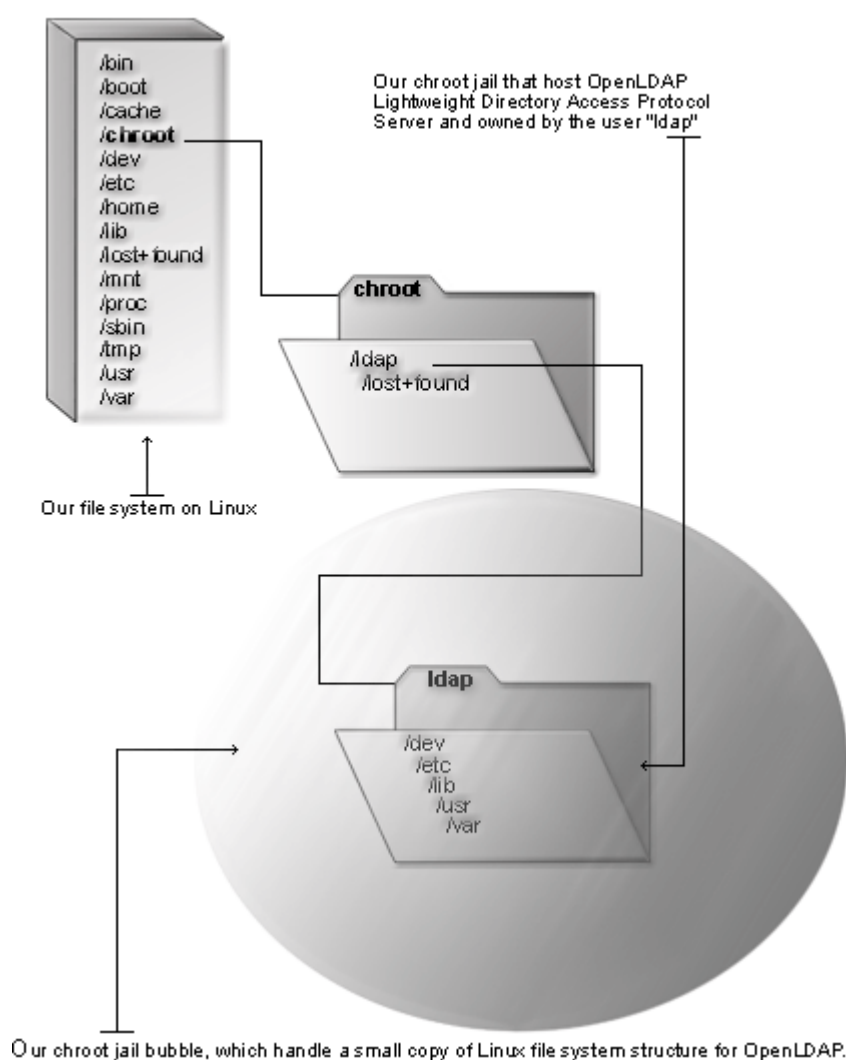 /bin
/boot
/cache
/chroot
/dev
/etc
/home
/lib
/lost+found
/mnt
/proc
/sbin
/tmp
/usr
/var
Our file system on Linux
Our chroot jail that host OpenLDAP
Lightweight Directory Access Protocol
Server and owned by the user "ldap"
chroot
/ldap
/lost+found
ldap
/dev
/etc
/lib
/usr
/var
Our chroot jail bubble, which handle a small copy of Linux file system structure for OpenLDAP.